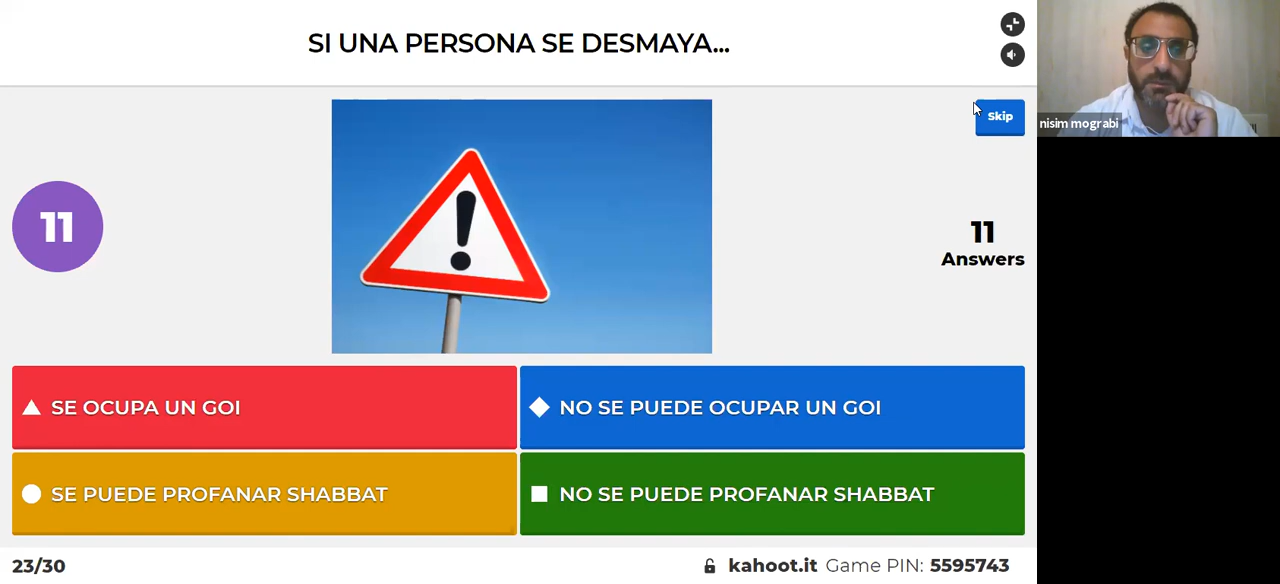 SI UNA PERSONA SE DESMAYA...
Skip
nisim mograbi
11
11
Answers
SE OCUPA UN GOI
NO SE PUEDE OCUPAR UN GOI
SE PUEDE PROFANAR SHABBAT
NO SE PUEDE PROFANAR SHABBAT
23/30
kahoot.it Game PIN: 5595743